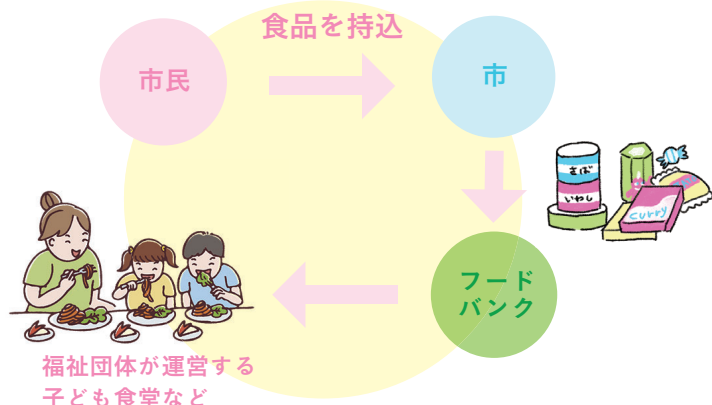 食品を持込
市民
市
さば
いわし
curry
フード
バンク
福祉団体が運営する
子ども食堂など